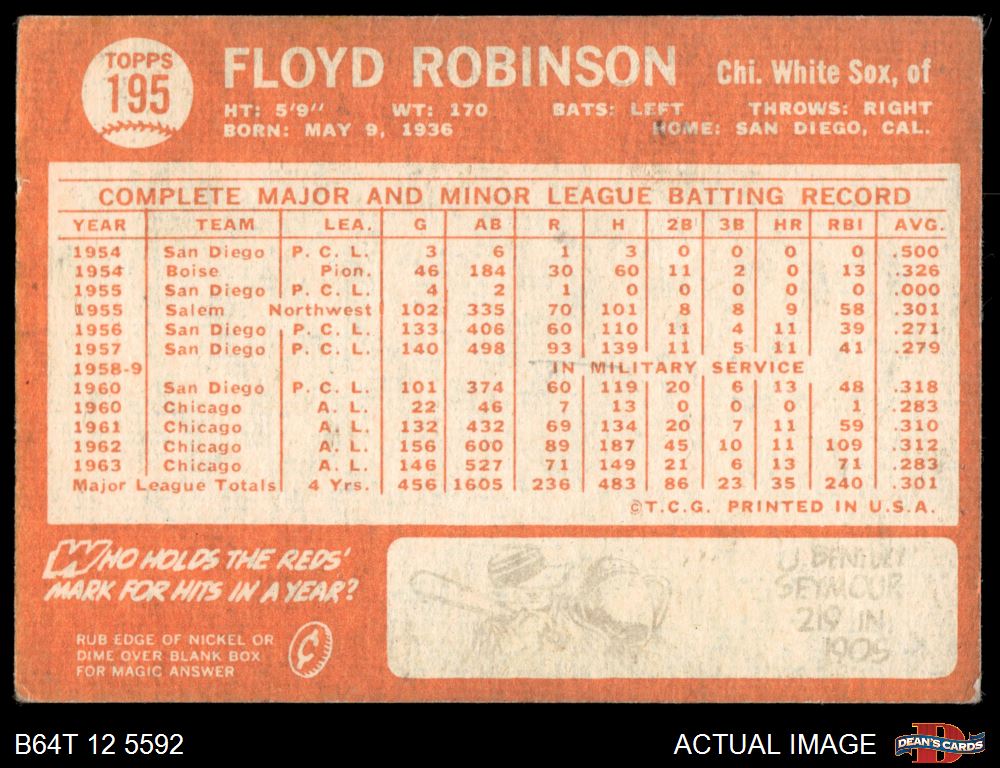 TOPPS
195
FLOYD ROBINSON Chi. White Sox, of
HT: 5'9" WT: 170 BATS: LEFT THROWS: RIGHT
BORN: MAY 9, 1936 HOME: SAN DIEGO, CAL.
COMPLETE MAJOR AND MINOR LEAGUE BATTING RECORD
YEAR TEAM LEA. G AB R H 2B 3B HR RBI AVG.
1954 San Diego P. C. L. 3 6 1 3 0 0 0 0 .500
1954 Boise Pion. 46 184 30 60 11 2 0 13 .326
1955 San Diego P. C. L. 4 2 1 0 0 0 0 0 .000
1955 Salem Northwest 102 335 70 101 8 8 9 58 .301
1956 San Diego P. C. L. 133 406 60 110 11 4 11 39 .271
1957 San Diego P. C. L. 140 498 93 139 11 5 11 41 .279
1958-9 IN MILITARY SERVICE
1960 San Diego P. C. L. 101 374 60 119 20 6 13 48 .318
1960 Chicago A. L. 22 46 7 13 0 0 0 1 .283
1961 Chicago A. L. 132 432 69 134 20 7 11 59 .310
1962 Chicago A. L. 156 600 89 187 45 10 11 109 .312
1963 Chicago A. L. 146 527 71 149 21 6 13 71 .283
Major League Totals 4 Yrs. 456 1605 236 483 86 23 35 240 .301
©T.C.G. PRINTED IN U.S.A.
WHO HOLDS THE REDS'
MARK FOR HITS IN A YEAR?
RUB EDGE OF NICKEL OR
DIME OVER BLANK BOX
FOR MAGIC ANSWER
SEYMOUR
219 IN
1905
B64T 12 5592
ACTUAL IMAGE
DEAN'S CARDS